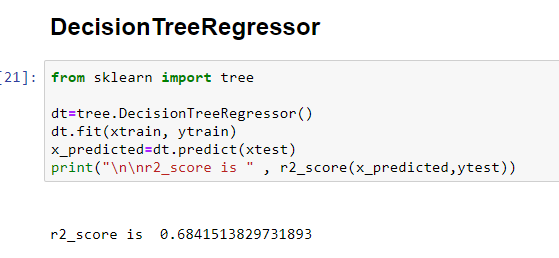 DecisionTreeRegressor
[21]: from sklearn import tree
dt=tree.DecisionTreeRegressor()
dt.fit(xtrain, ytrain)
x_predicted=dt.predict(xtest)
print("\n\nr2_score is " , r2_score(x_predicted,ytest))
r2_score is  0.6841513829731893